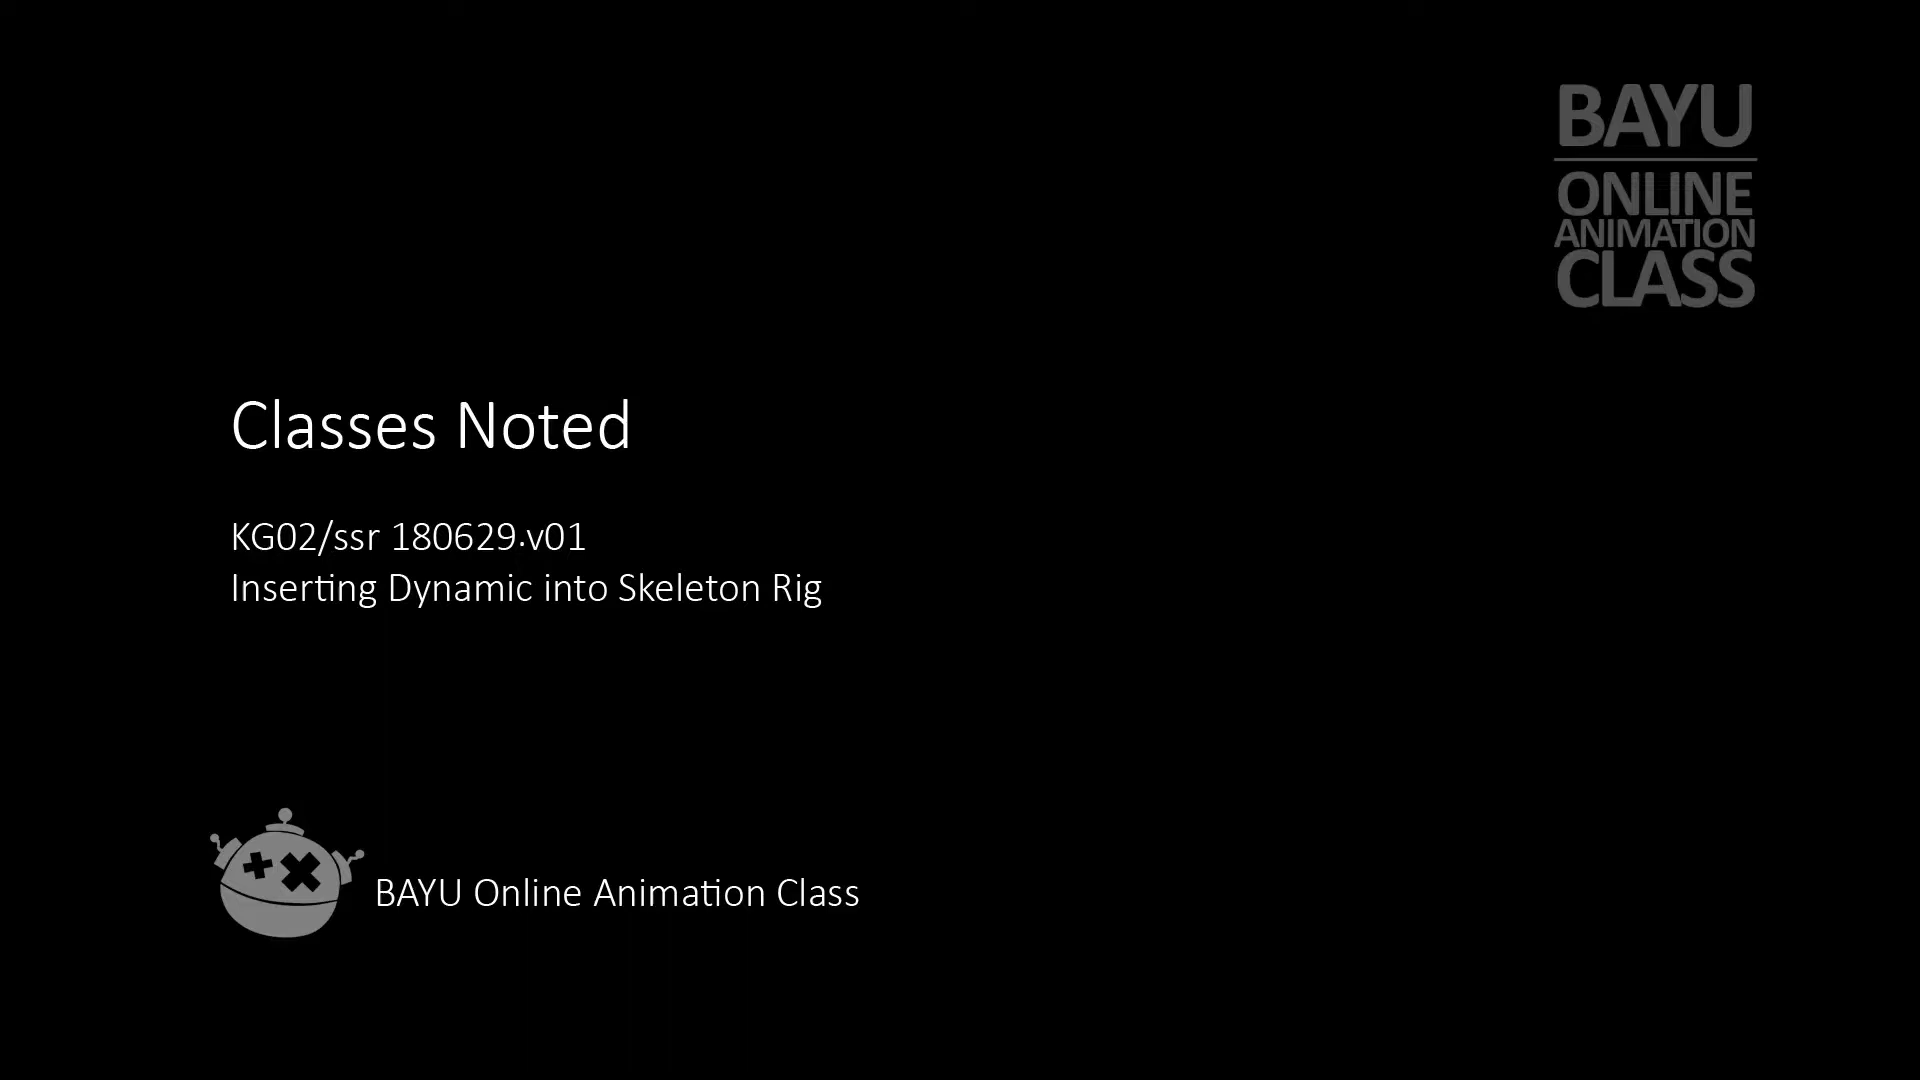 BAYU
ONLINE
ANIMATION
CLASS
Classes Noted
KG02/ssr 180629.v01
Inserting Dynamic into Skeleton Rig
BAYU Online Animation Class